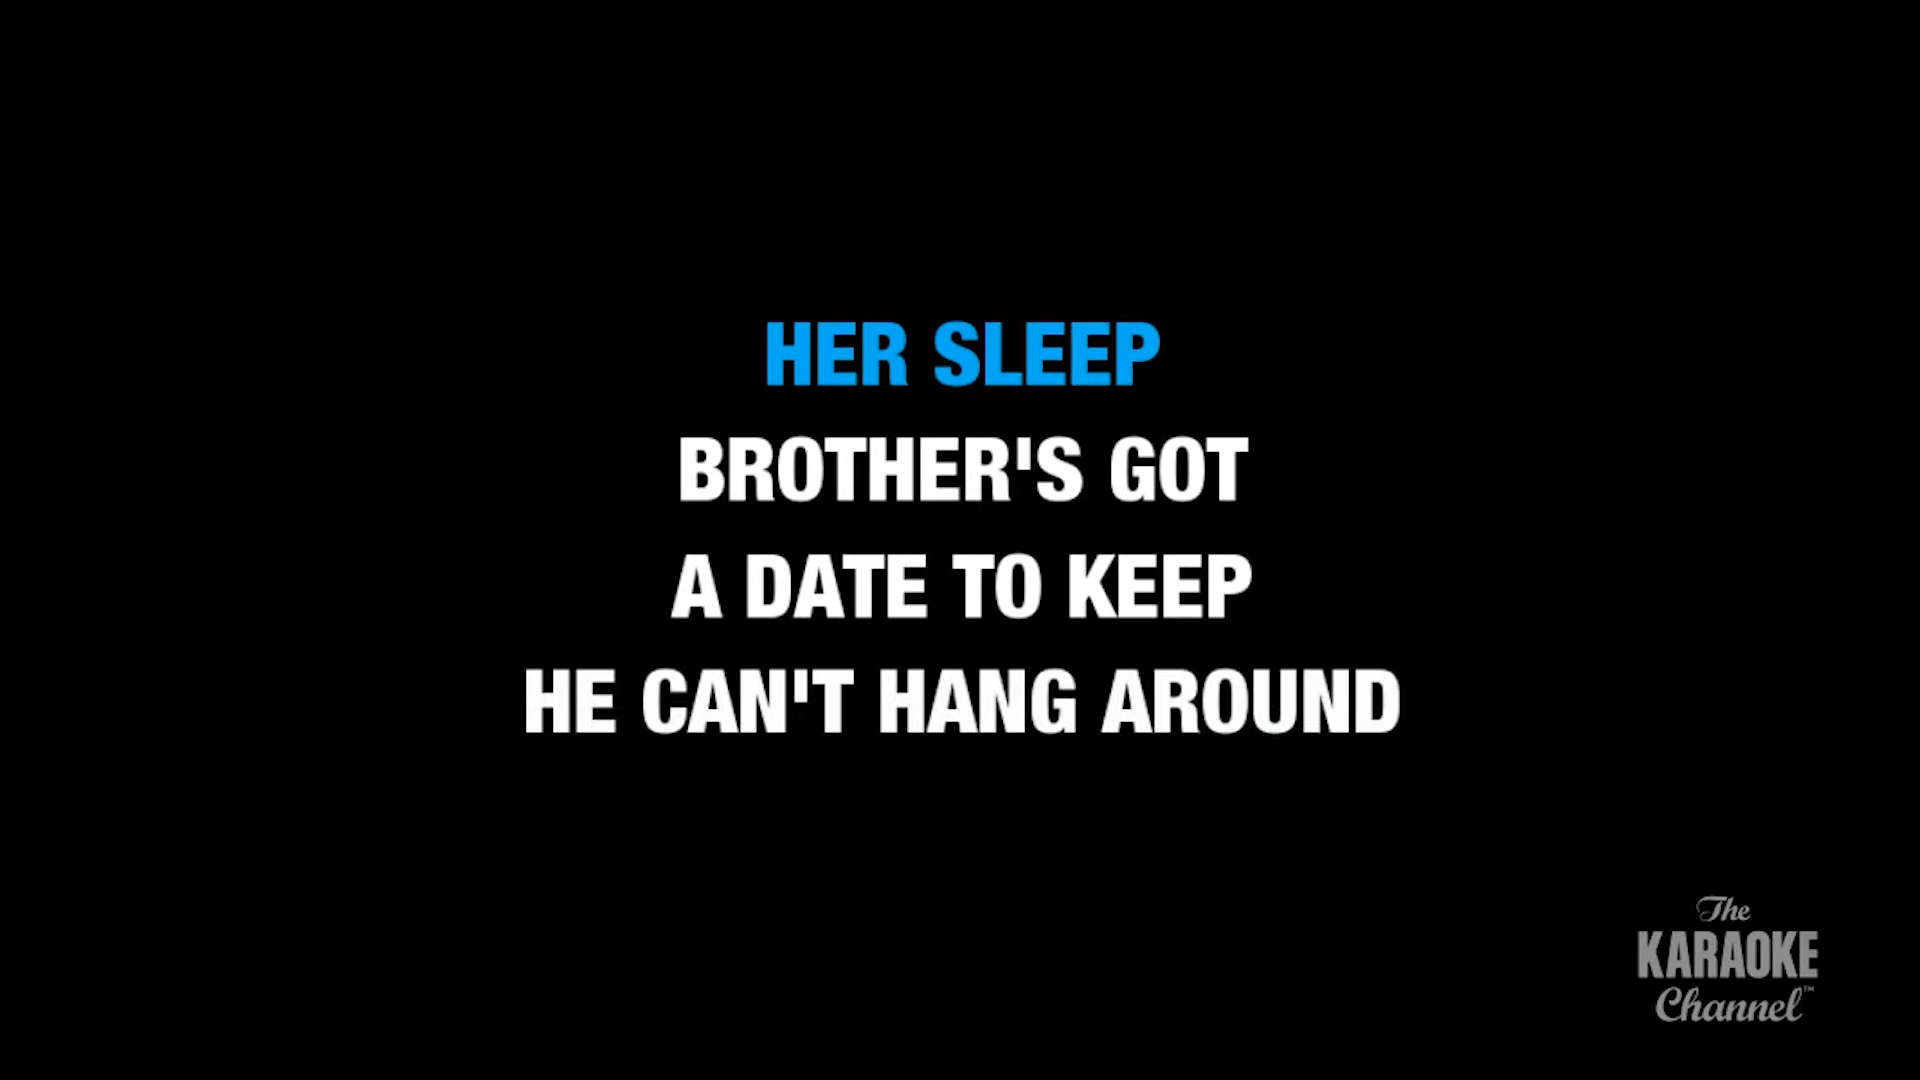 HER SLEEP
BROTHER'S GOT
A DATE TO KEEP
HE CAN'T HANG AROUND
The
KARAOKE
Channel™